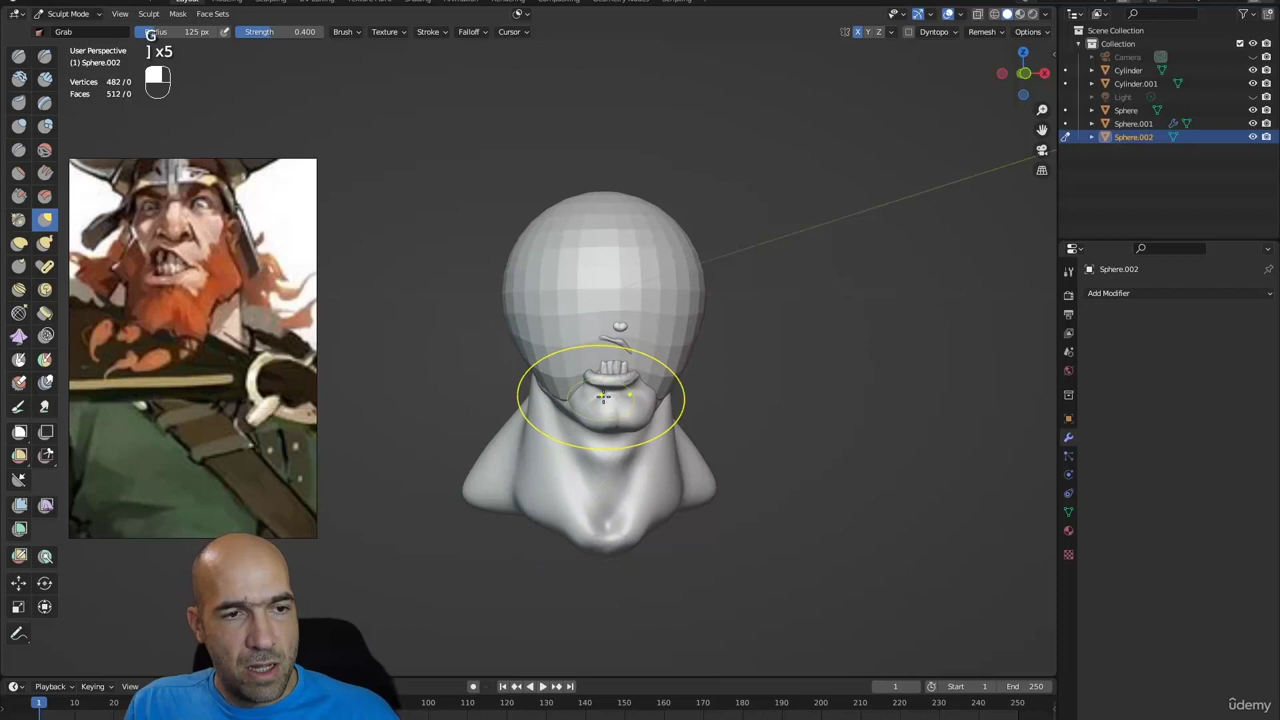 Sculpt Mode
View
Sculpt
Mask
Face Sets
Grab
Radius
125 px
Strength
0.400
Brush
Texture
Stroke
Falloff
Cursor
Dyntopo
Remesh
Options
G
] x5
User Perspective
(1) Sphere.002
Vertices 482 / 0
Faces 512 / 0
Z
X
X Y Z
Scene Collection
Collection
Camera
Cylinder
Cylinder.001
Light
Sphere
Sphere.001
Sphere.002
Sphere.002
Add Modifier
Playback
Keying
View
1
Start 1
End 250
1
10
20
100
110
120
130
140
150
160
170
180
190
200
210
220
230
240
250
ûdemy